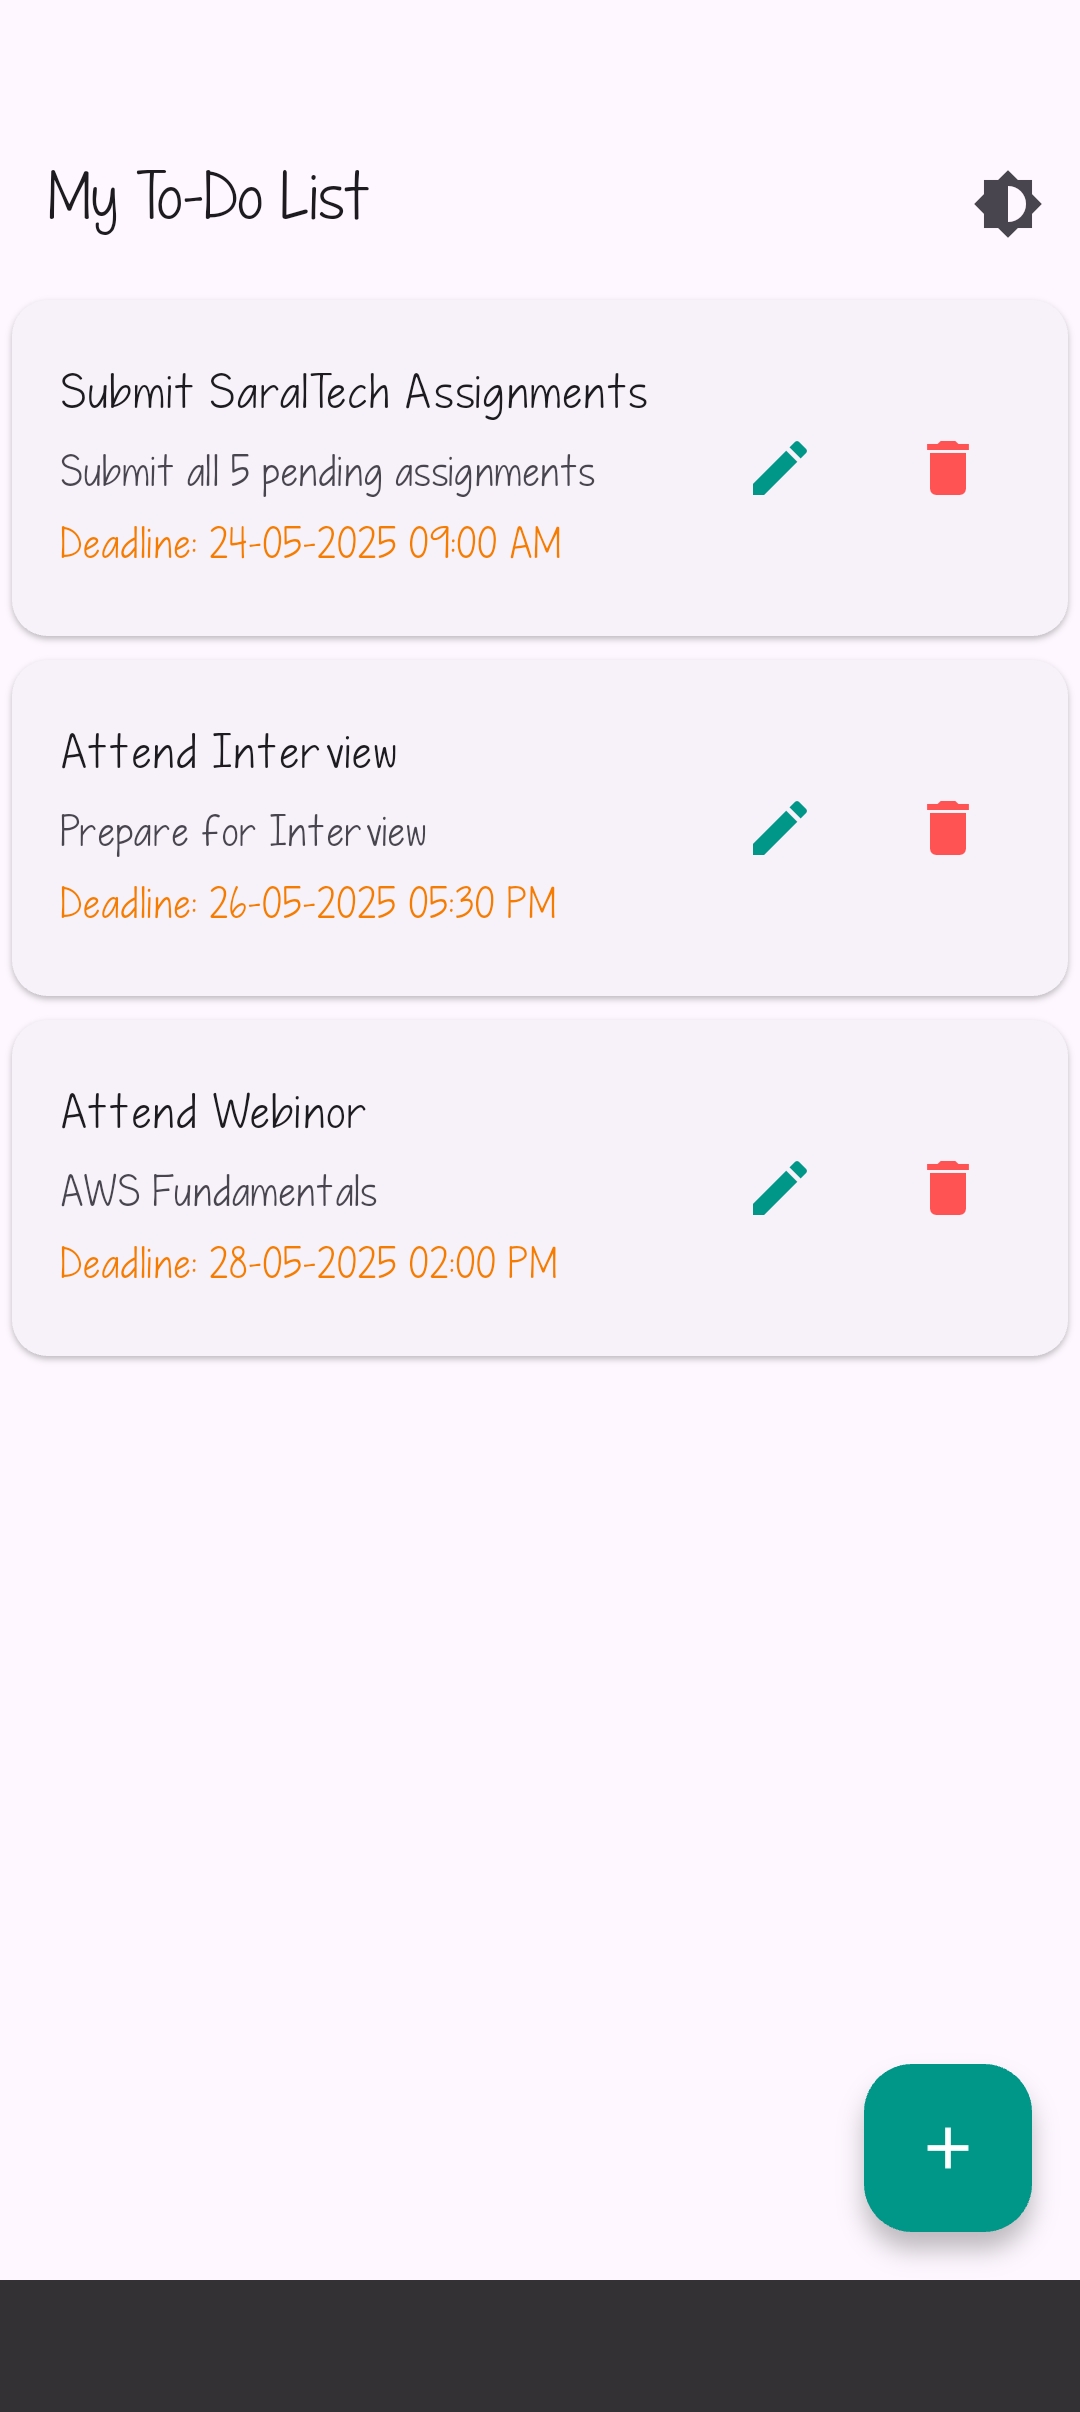 My To-Do List
Submit SaralTech Assignments
Submit all 5 pending assignments
Deadline: 24-05-2025 09:00 AM
Attend Interview
Prepare for Interview
Deadline: 26-05-2025 05:30 PM
Attend Webinor
AWS Fundamentals
Deadline: 28-05-2025 02:00 PM